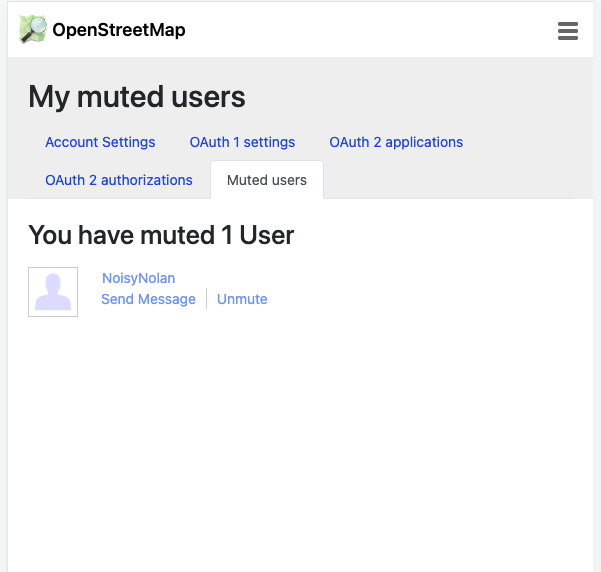 OpenStreetMap
My muted users
Account Settings OAuth 1 settings OAuth 2 applications
OAuth 2 authorizations Muted users
You have muted 1 User
NoisyNolan
Send Message Unmute